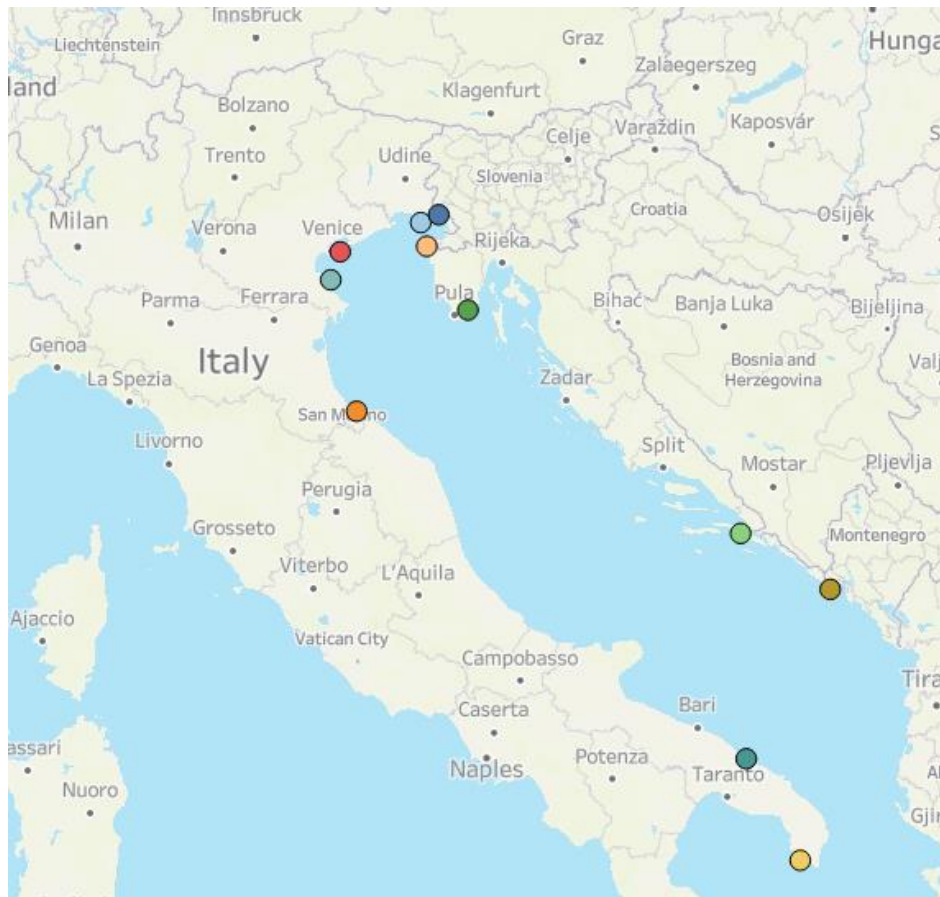 Innsbruck
Liechtenstein
Graz
Hunga
Zalaegerszeg
land
Bolzano
Klagenfurt
Celje
Varaždin
Kaposvár
Trento
Udine
Slovenia
Milan
Verona
Venice
Croatia
Osijek
Rijeka
Parma
Ferrara
Pula
Bihać
Banja Luka
Bijeljina
Genoa
Italy
La Spezia
Zadar
Bosnia and
Herzegovina
Valj
San M no
Livorno
Split
Mostar
Pljevlja
Perugia
Grosseto
Montenegro
Viterbo
L'Aquila
Ajaccio
Vatican City
Campobasso
Tira
Caserta
Bari
assari
Naples
Potenza
Taranto
Nuoro
Gjir